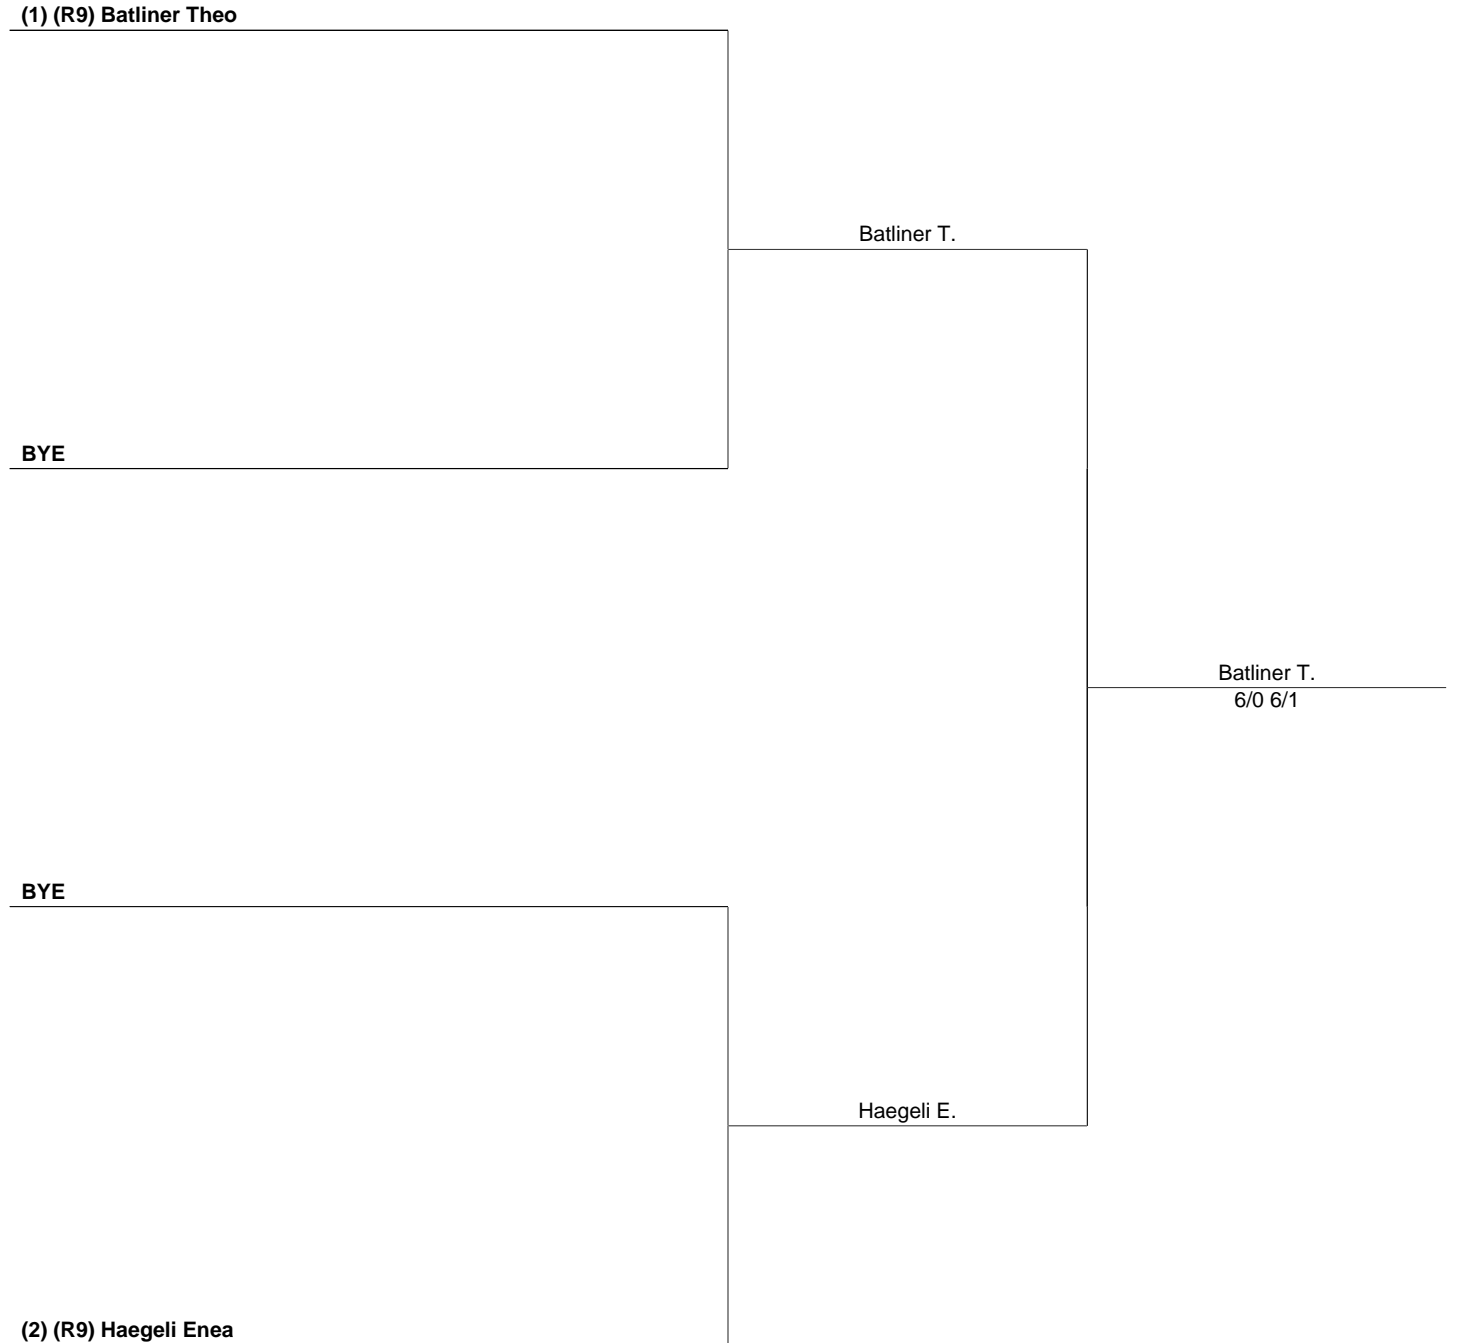 (1) (R9) Batliner Theo
Batliner T.
BYE
Batliner T.
6/0 6/1
BYE
Haegeli E.
(2) (R9) Haegeli Enea